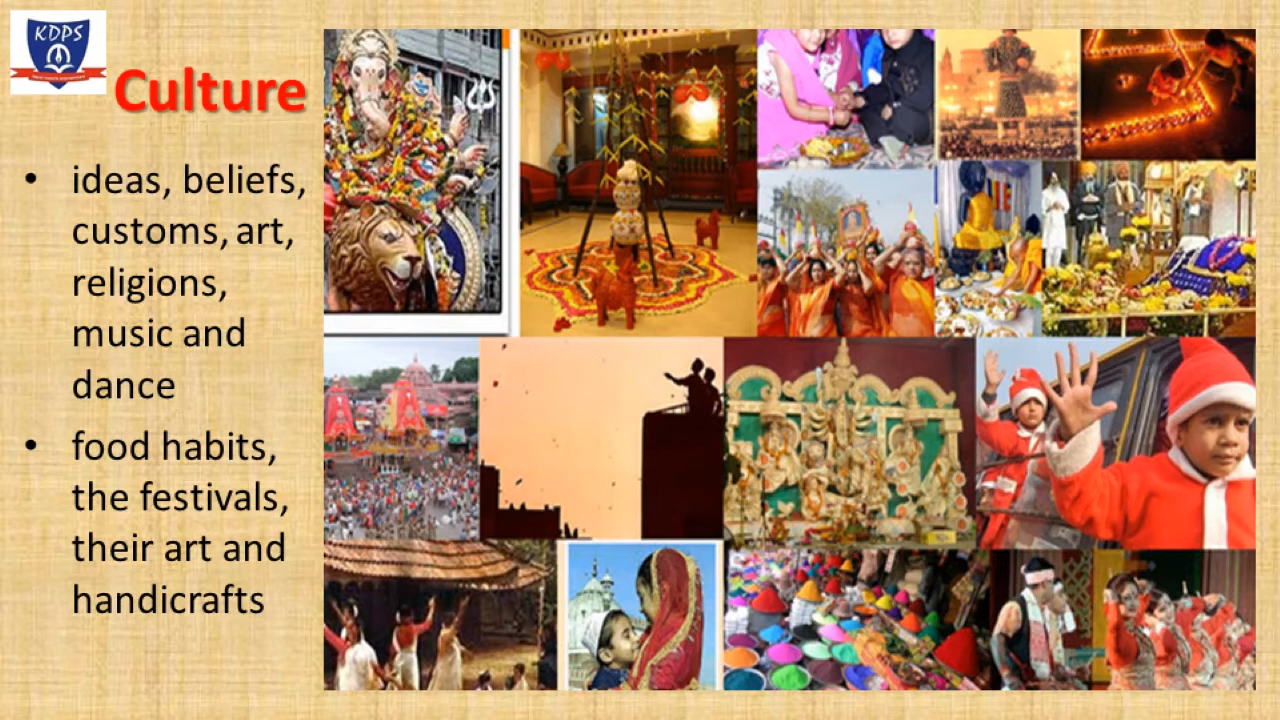 KDPS
Culture
• ideas, beliefs,
customs, art,
religions,
music and
dance
• food habits,
the festivals,
their art and
handicrafts